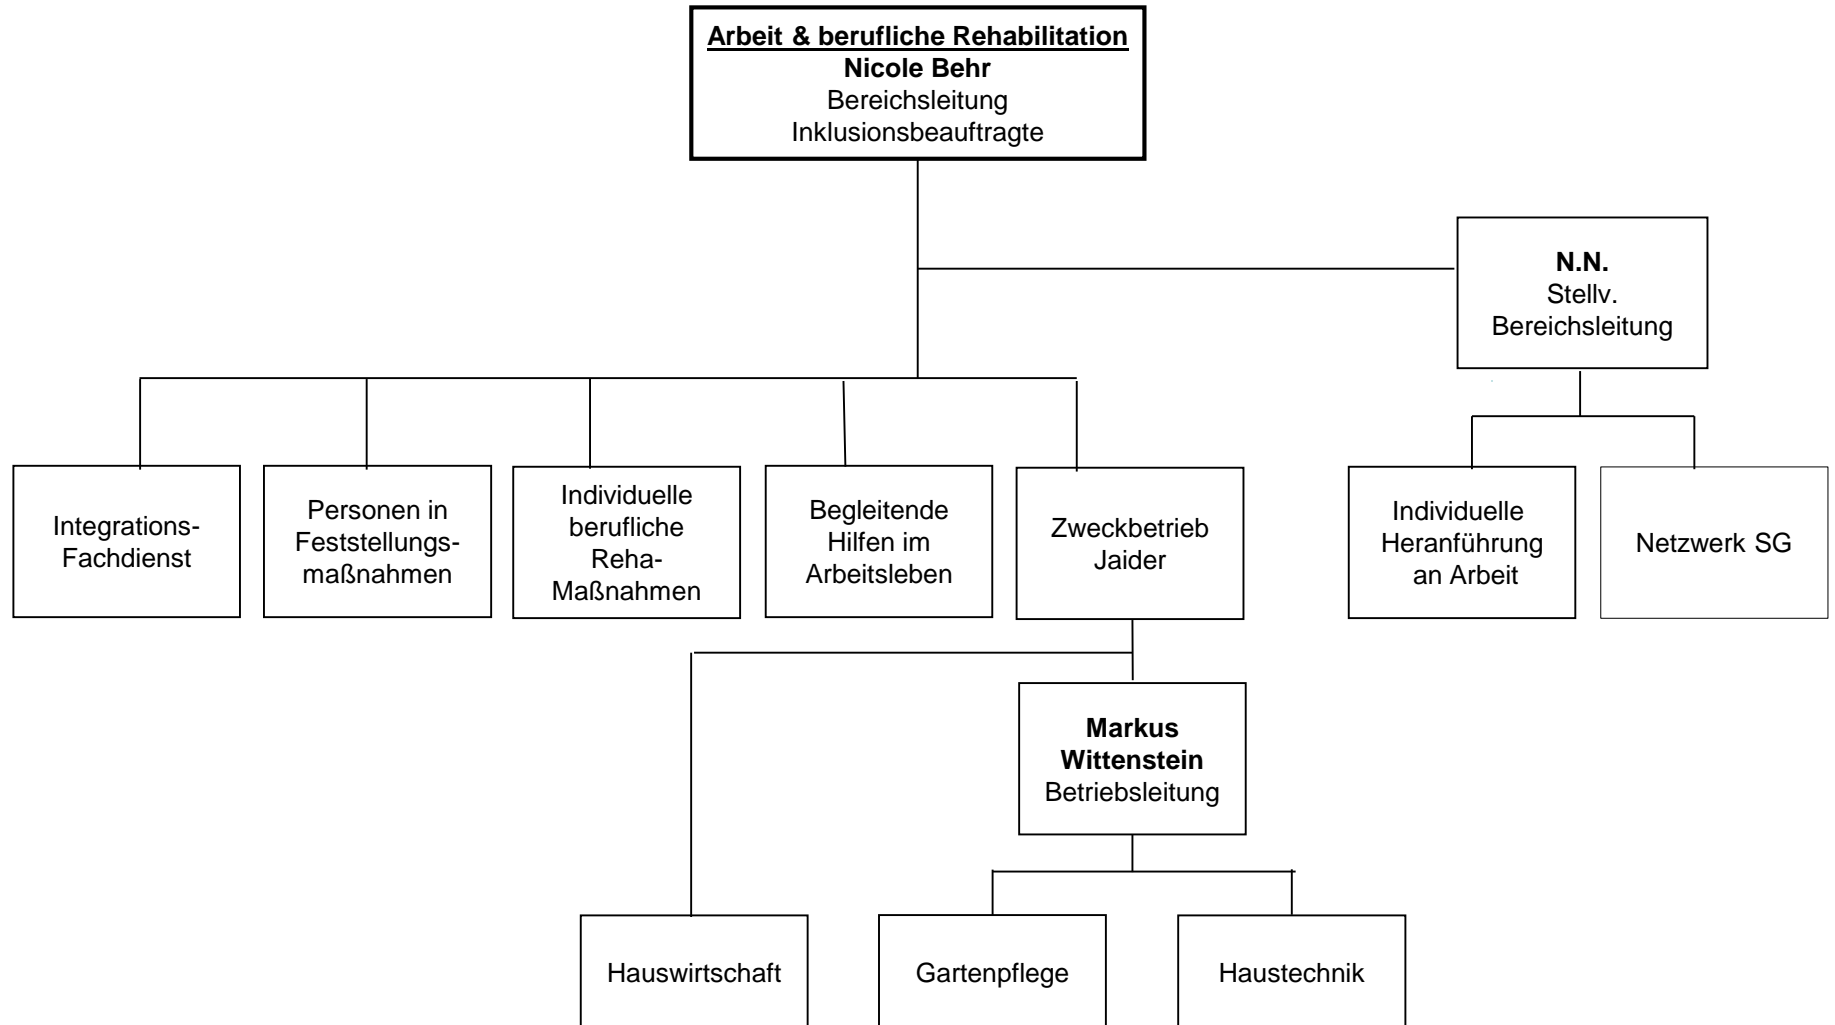 Arbeit & berufliche Rehabilitation
Nicole Behr
Bereichsleitung
Inklusionsbeauftragte
N.N.
Stellv.
Bereichsleitung
Integrations-
Fachdienst
Personen in
Feststellungs-
maßnahmen
Individuelle
berufliche
Reha-
Maßnahmen
Begleitende
Hilfen im
Arbeitsleben
Zweckbetrieb
Jaider
Individuelle
Heranführung
an Arbeit
Netzwerk SG
Markus
Wittenstein
Betriebsleitung
Hauswirtschaft
Gartenpflege
Haustechnik